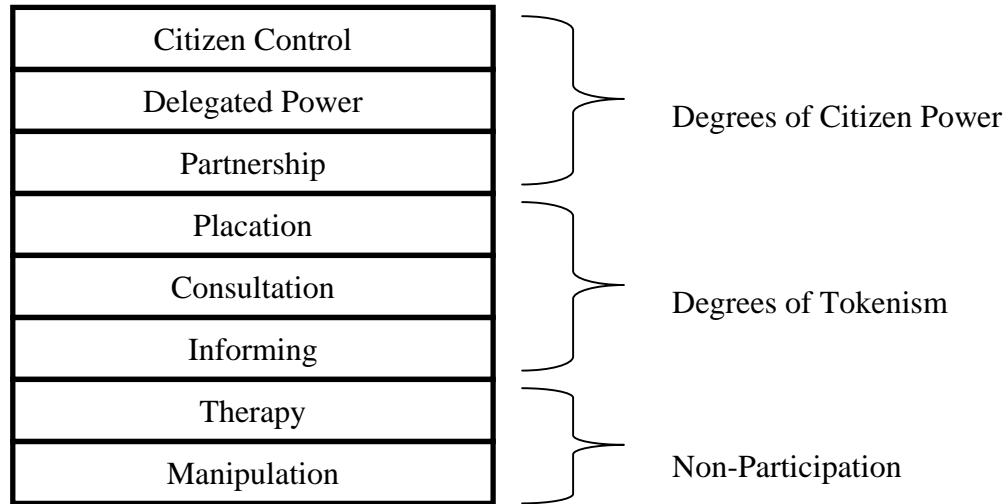 Citizen Control
Delegated Power
Degrees of Citizen Power
Partnership
Placation
Consultation
Degrees of Tokenism
Informing
Therapy
Manipulation
Non-Participation